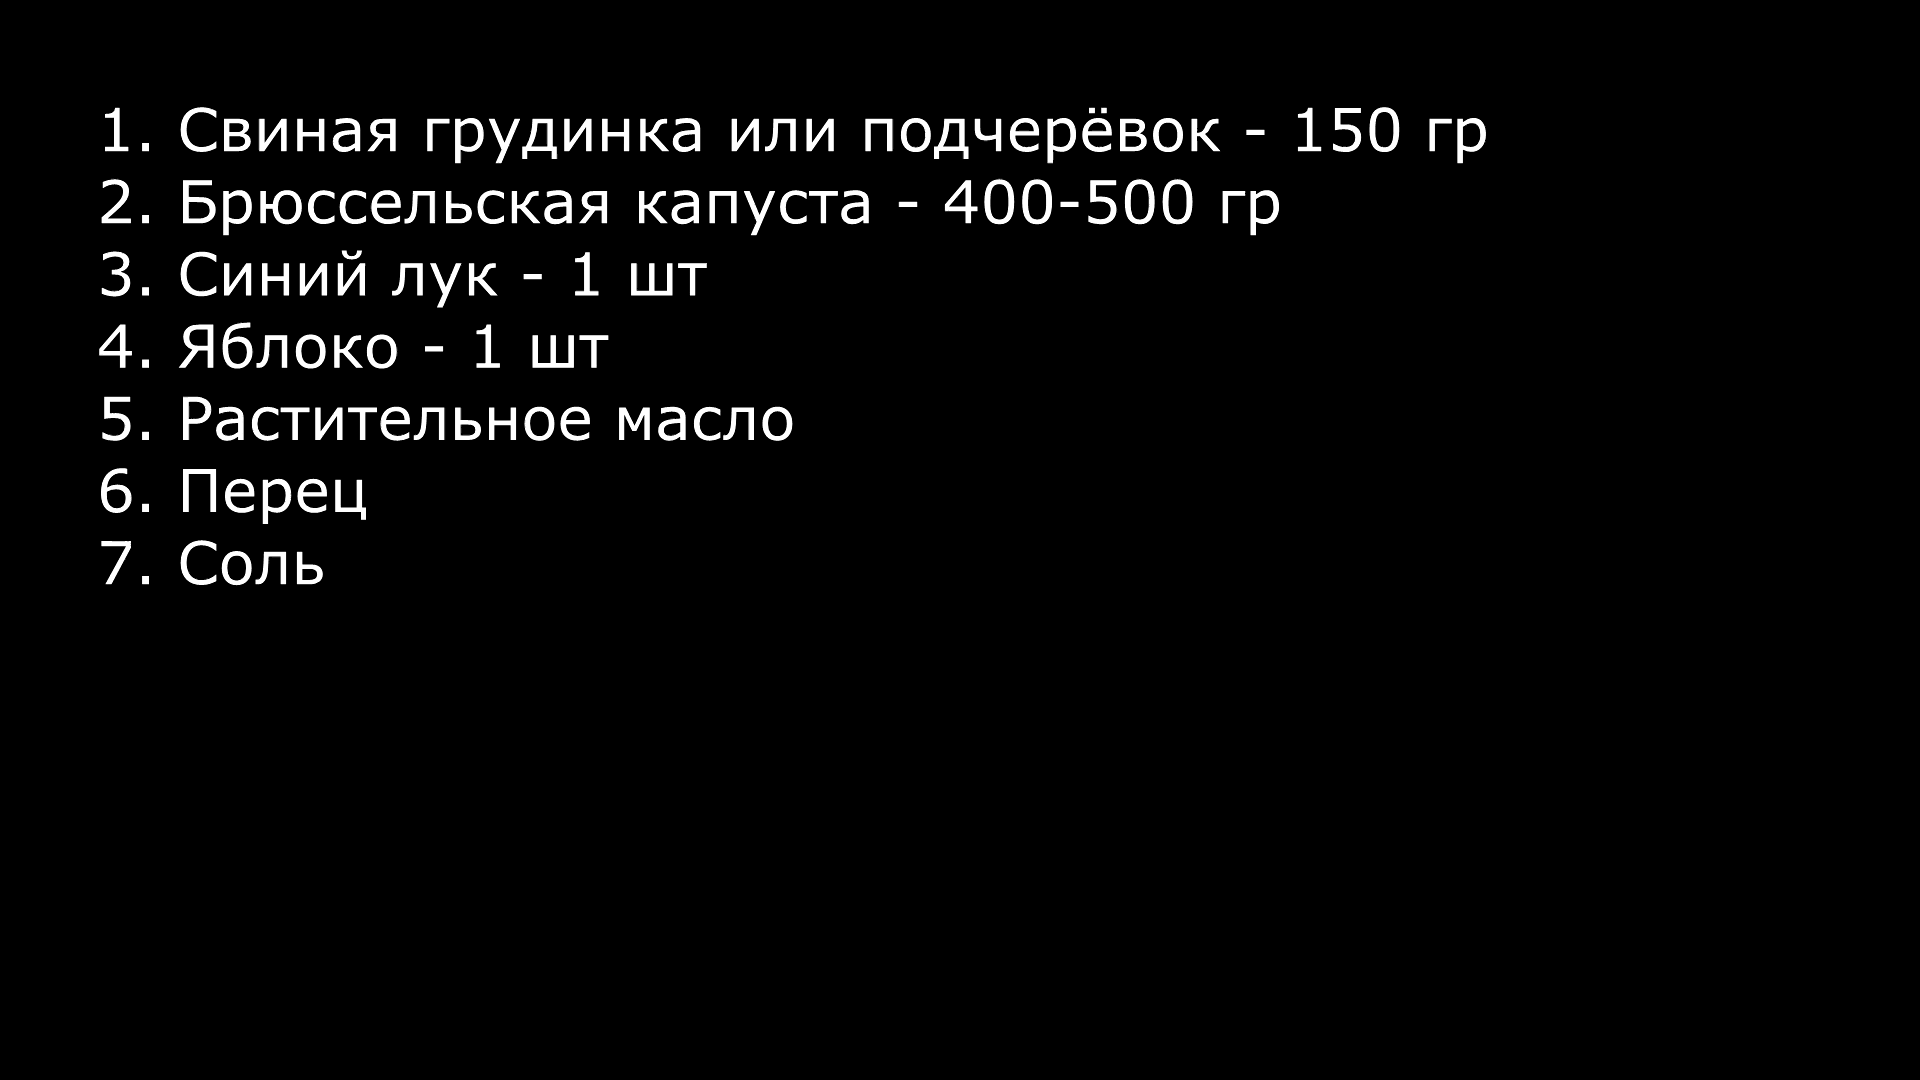 1. Свиная грудинка или подчерёвок - 150 гр
2. Брюссельская капуста - 400-500 гр
3. Синий лук - 1 шт
4. Яблоко - 1 шт
5. Растительное масло
6. Перец
7. Соль